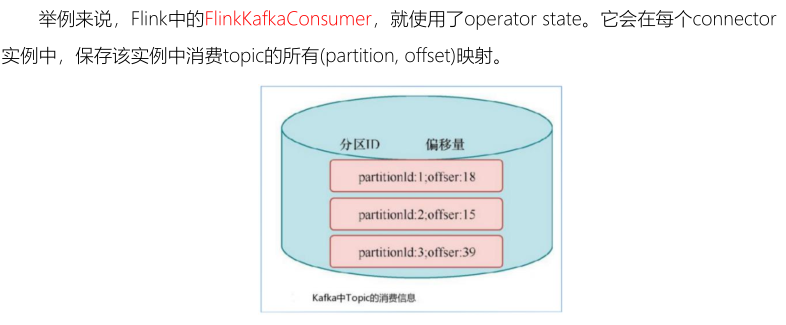 举例来说，Flink中的FlinkKafkaConsumer，就使用了operator state。它会在每个connector
实例中，保存该实例中消费topic的所有(partition, offset)映射。
分区ID 偏移量
partitionId:1;offser:18
partitionId:2;offser:15
partitionId:3;offser:39
Kafka中Topic的消费信息